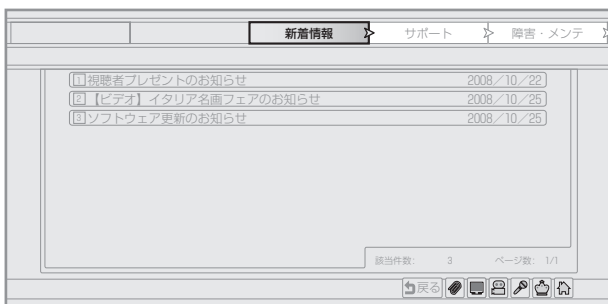 新着情報 サポート 障害・メンテ
1 視聴者プレゼントのお知らせ 2008/10/22
2 【ビデオ】イタリア名画フェアのお知らせ 2008/10/25
3 ソフトウェア更新のお知らせ 2008/10/25
該当件数: 3 ページ数: 1/1
戻る